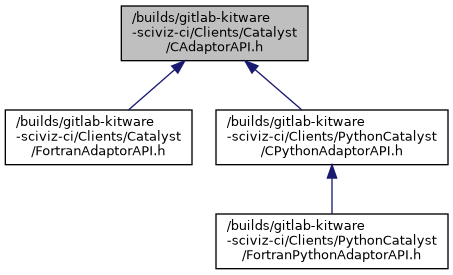 /builds/gitlab-kitware
-sciviz-ci/Clients/Catalyst
/CAdaptorAPI.h
/builds/gitlab-kitware
-sciviz-ci/Clients/Catalyst
/FortranAdaptorAPI.h
/builds/gitlab-kitware
-sciviz-ci/Clients/PythonCatalyst
/CPythonAdaptorAPI.h
/builds/gitlab-kitware
-sciviz-ci/Clients/PythonCatalyst
/FortranPythonAdaptorAPI.h